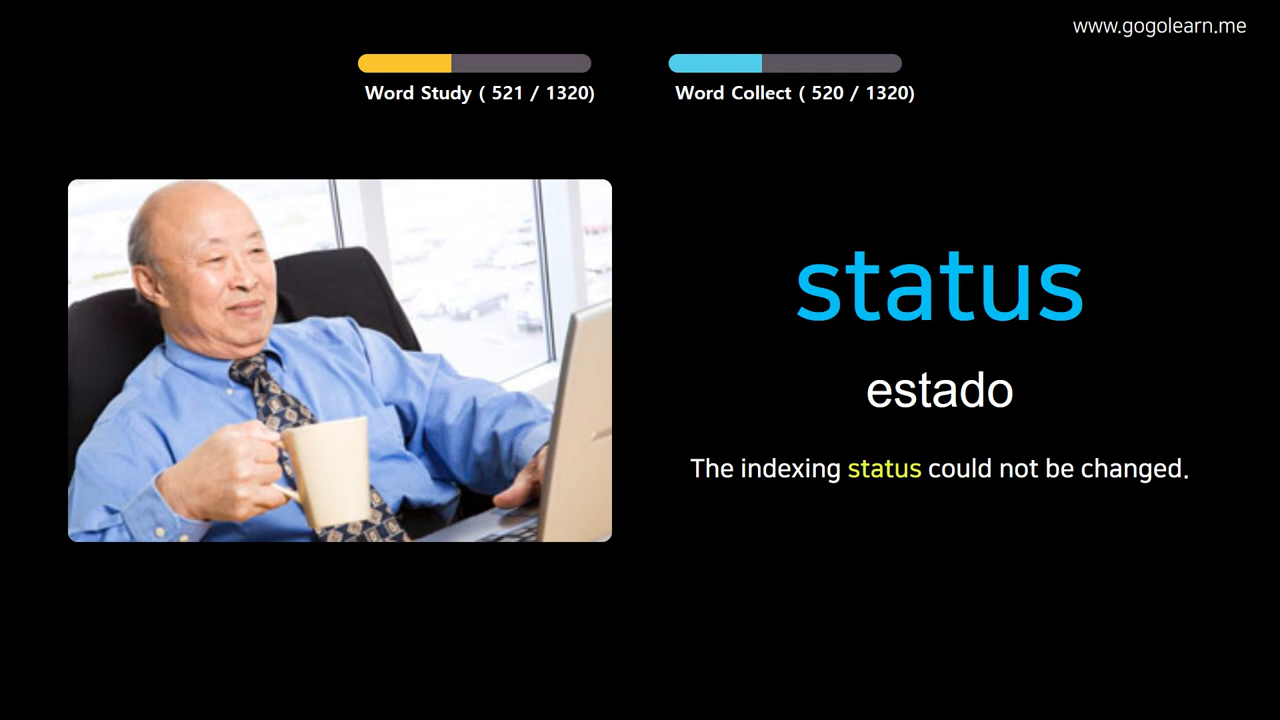 www.gogolearn.me
Word Study ( 521 / 1320)
Word Collect ( 520 / 1320)
status
estado
The indexing status could not be changed.